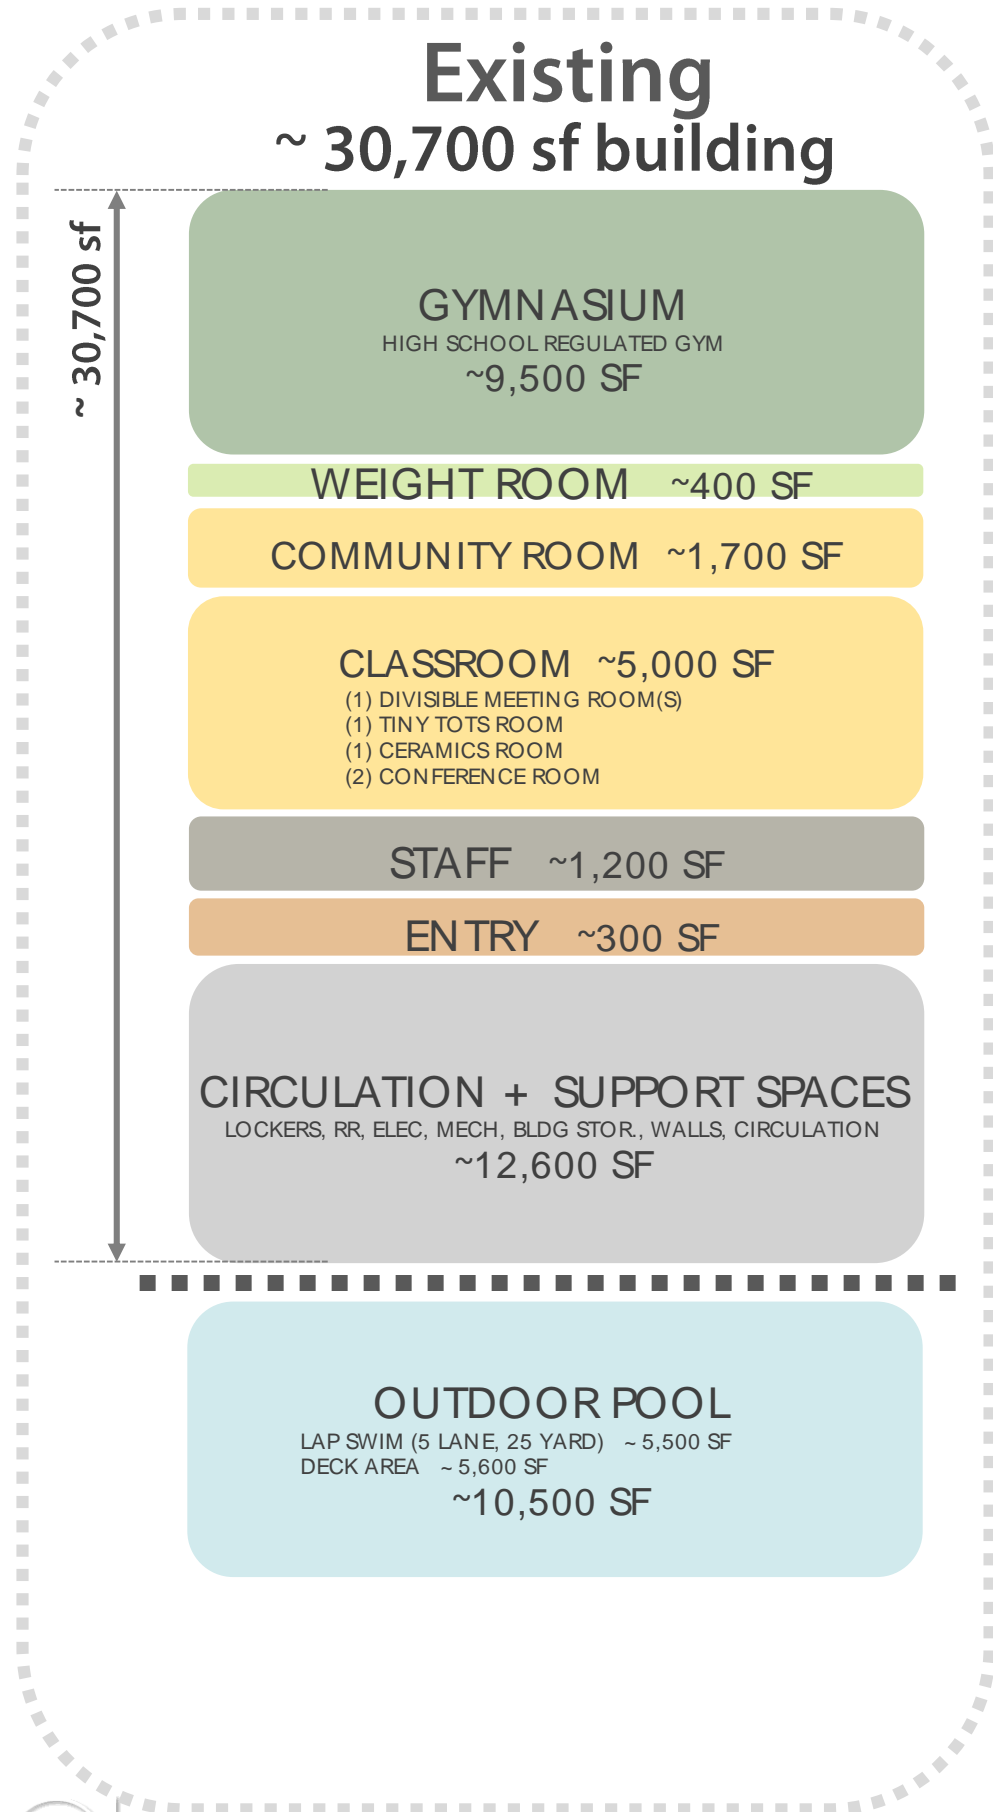 Existing
~ 30,700 sf building
~ 30,700 sf
GYMNASIUM
HIGH SCHOOL REGULATED GYM
~9,500 SF
WEIGHT ROOM ~400 SF
COMMUNITY ROOM ~1,700 SF
CLASSROOM ~5,000 SF
(1) DIVISIBLE MEETING ROOM(S)
(1) TINY TOTS ROOM
(1) CERAMICS ROOM
(2) CONFERENCE ROOM
STAFF ~1,200 SF
ENTRY ~300 SF
CIRCULATION + SUPPORT SPACES
LOCKERS, RR, ELEC, MECH, BLDG STOR., WALLS, CIRCULATION
~12,600 SF
OUTDOOR POOL
LAP SWIM (5 LANE, 25 YARD) ~ 5,500 SF
DECK AREA ~ 5,600 SF
~10,500 SF